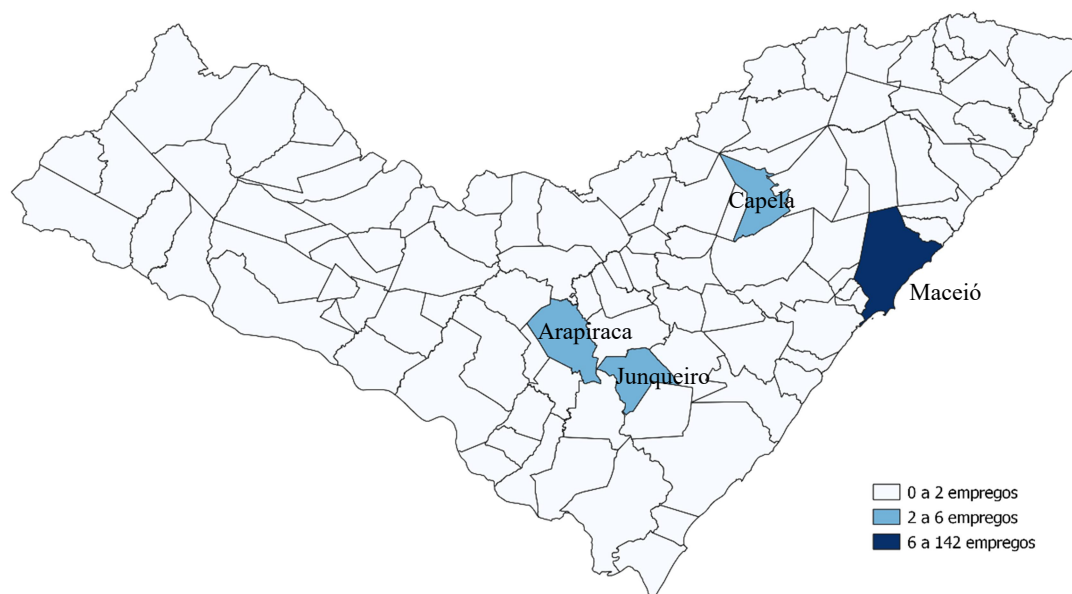 Capela
Maceió
Arapiraca
Junqueiro
0 a 2 empregos
2 a 6 empregos
6 a 142 empregos